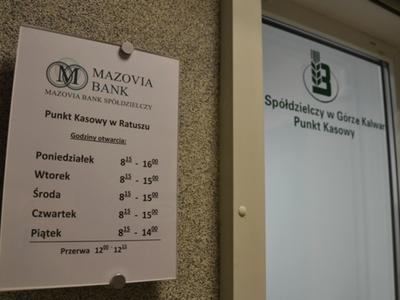 MAZOVIA
BANK
MAZOVIA BANK SPÓŁDZIELCZY
Punkt Kasowy w Ratuszu
Godziny otwarcia:
Poniedziałek 8¹⁵ - 16⁰⁰
Wtorek 8¹⁵ - 15⁰⁰
Środa 8¹⁵ - 15⁰⁰
Czwartek 8¹⁵ - 15⁰⁰
Piątek 8¹⁵ - 14⁰⁰
Przerwa 12⁰⁰ - 12¹⁵
Spółdzielczy w Górze Kalwar
Punkt Kasowy